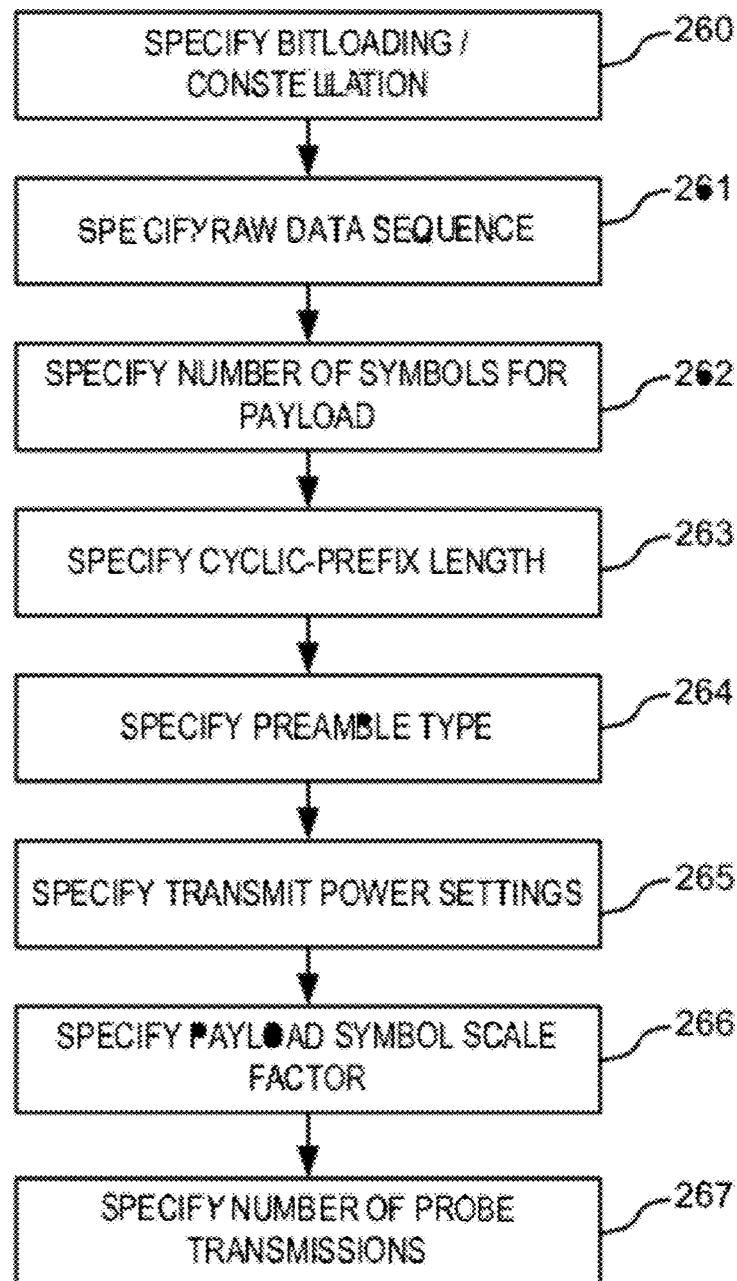 SPECIFY BITLOADING /
CONSTELLATION
260
SPECIFY RAW DATA SEQUENCE
261
SPECIFY NUMBER OF SYMBOLS FOR
PAYLOAD
262
SPECIFY CYCLIC-PREFIX LENGTH
263
SPECIFY PREAMBLE TYPE
264
SPECIFY TRANSMIT POWER SETTINGS
265
SPECIFY PAYLOAD SYMBOL SCALE
FACTOR
266
SPECIFY NUMBER OF PROBE
TRANSMISSIONS
267